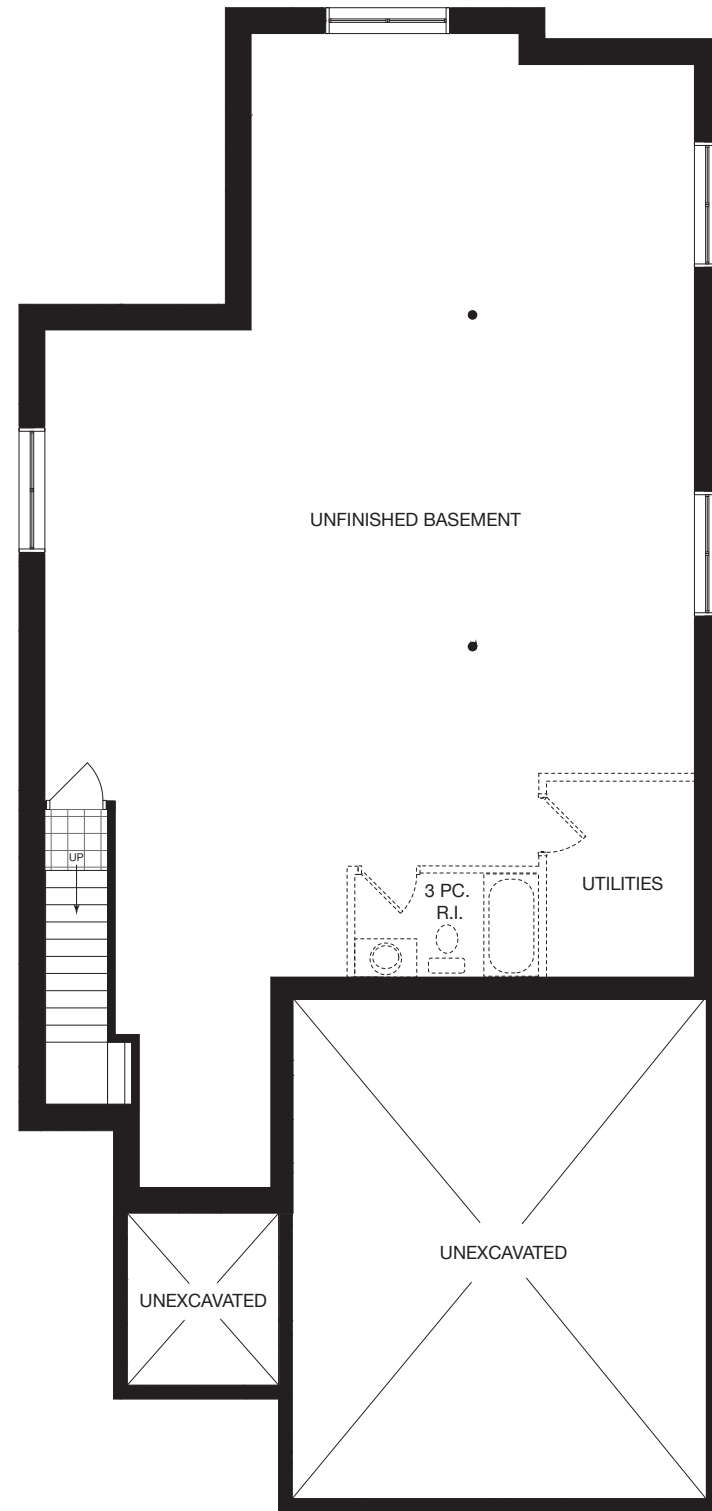 UNFINISHED BASEMENT
UP
3 PC.
R.I.
UTILITIES
UNEXCAVATED
UNEXCAVATED